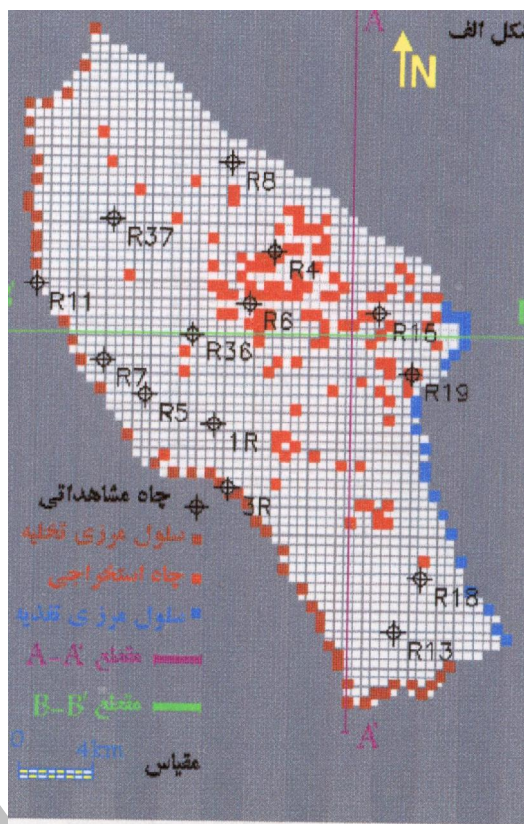 شکل الف
A
N
R8
R37
R4
R11
R6
R15
R36
R7
R19
R5
1R
3R
چاه مشاهداتی
سلول مرزی تخلیه
چاه استخراجی
R18
سلول مرزی تغذیه
R13
مقطع A-A'
مقطع B-B'
A'
0 4km
مقیاس